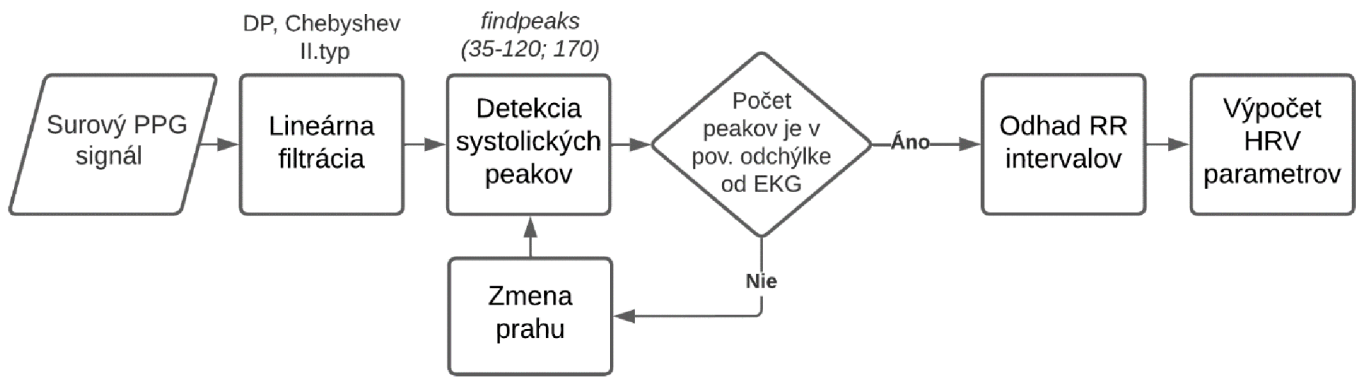 DP, Chebyshev
II.typ
findpeaks
(35-120; 170)
Surový PPG
signál
Lineárna
filtrácia
Detekcia
systolických
peakov
Počet
peakov je v
pov. odchýlke
od EKG
Áno
Odhad RR
intervalov
Výpočet
HRV
parametrov
Nie
Zmena
prahu